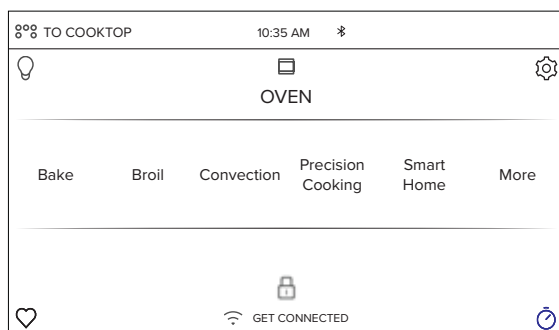 TO COOKTOP 10:35 AM
OVEN
Bake Broil Convection Precision Cooking Smart Home More
GET CONNECTED